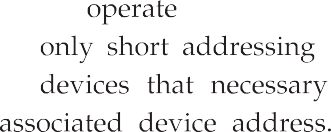 operate
only short addressing
devices that necessary
associated device address.